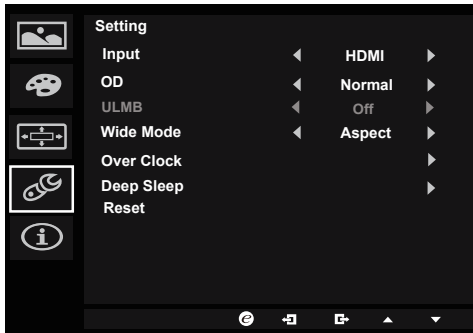 Setting
Input HDMI
OD Normal
ULMB Off
Wide Mode Aspect
Over Clock
Deep Sleep
Reset